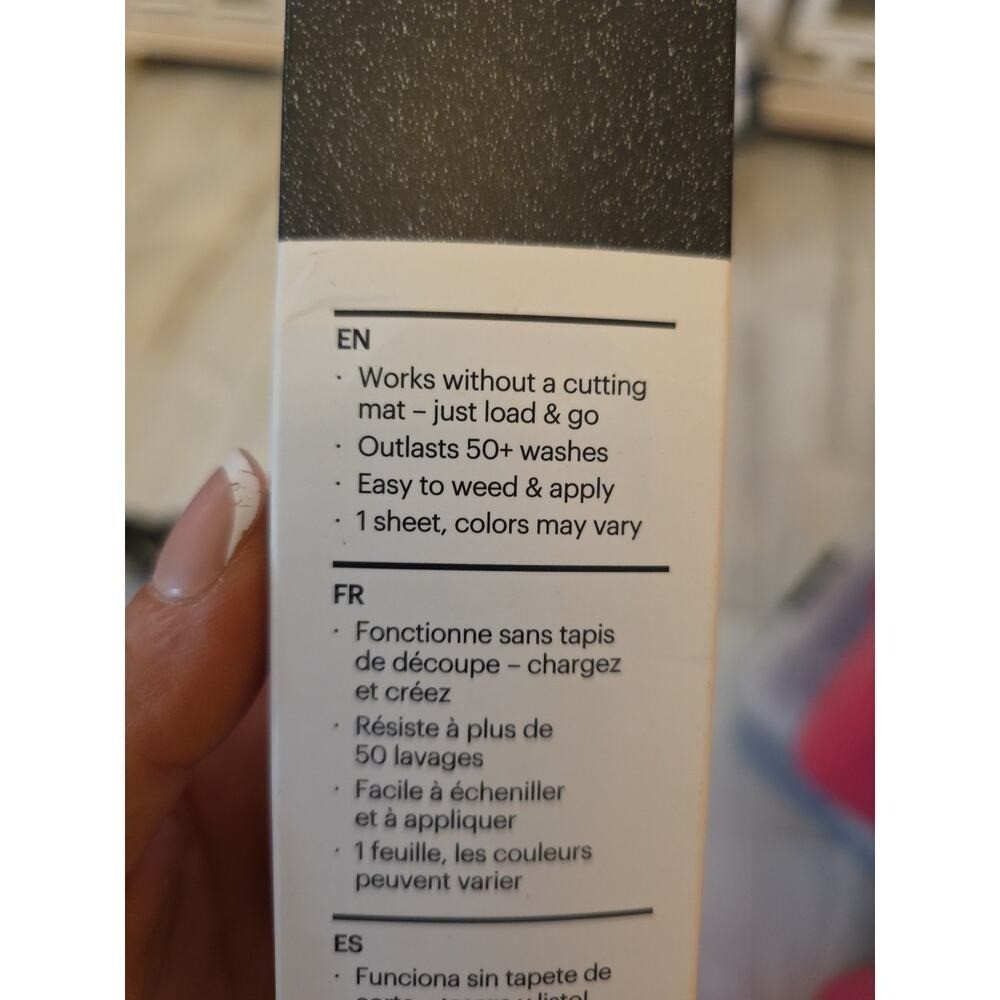 EN
· Works without a cutting
mat – just load & go
· Outlasts 50+ washes
· Easy to weed & apply
· 1 sheet, colors may vary
FR
· Fonctionne sans tapis
de découpe – chargez
et créez
· Résiste à plus de
50 lavages
· Facile à écheniller
et à appliquer
· 1 feuille, les couleurs
peuvent varier
ES
· Funciona sin tapete de